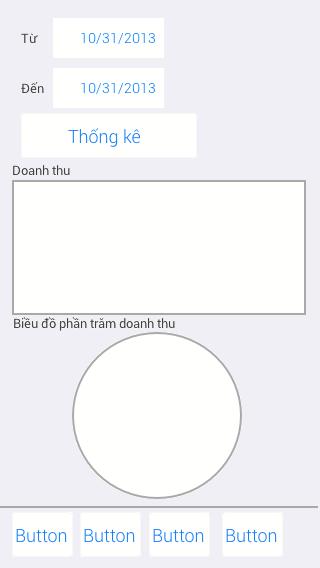 Từ 10/31/2013
Đến 10/31/2013
Thống kê
Doanh thu
Biều đồ phần trăm doanh thu
Button Button Button Button